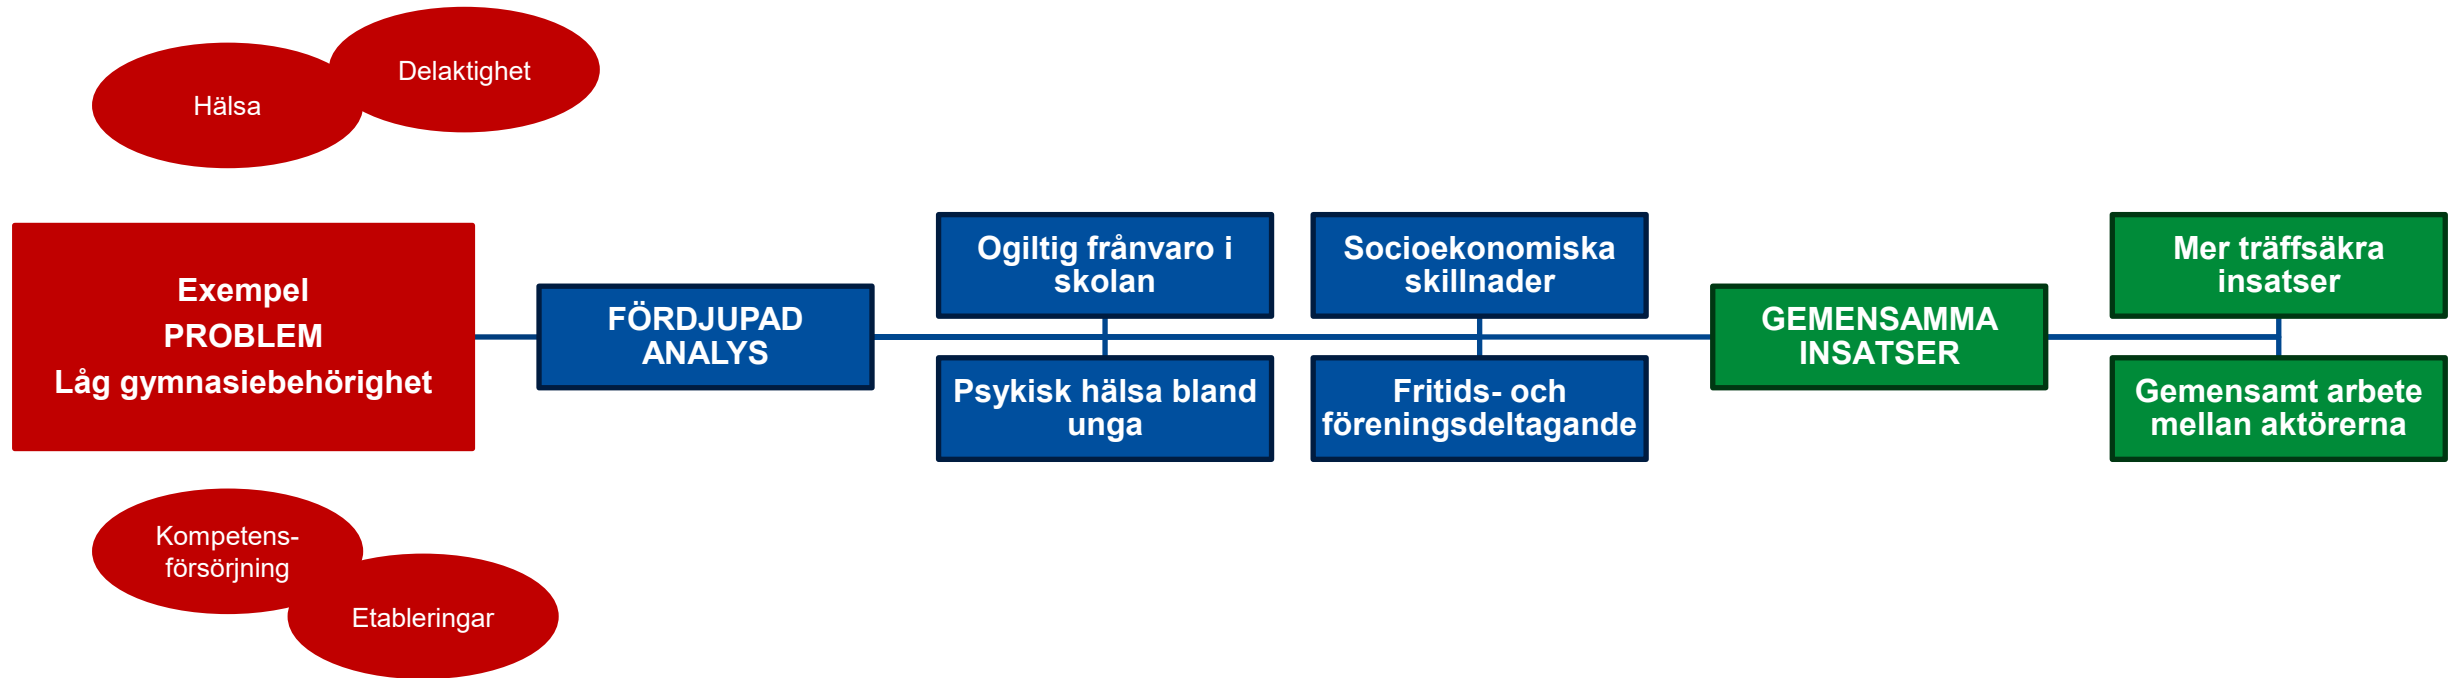 Delaktighet
Hälsa
Exempel
PROBLEM
Låg gymnasiebehörighet
FÖRDJUPAD
ANALYS
Ogiltig frånvaro i
skolan
Psykisk hälsa bland
unga
Socioekonomiska
skillnader
Fritids- och
föreningsdeltagande
GEMENSAMMA
INSATSER
Mer träffsäkra
insatser
Gemensamt arbete
mellan aktörerna
Kompetens-
försörjning
Etableringar